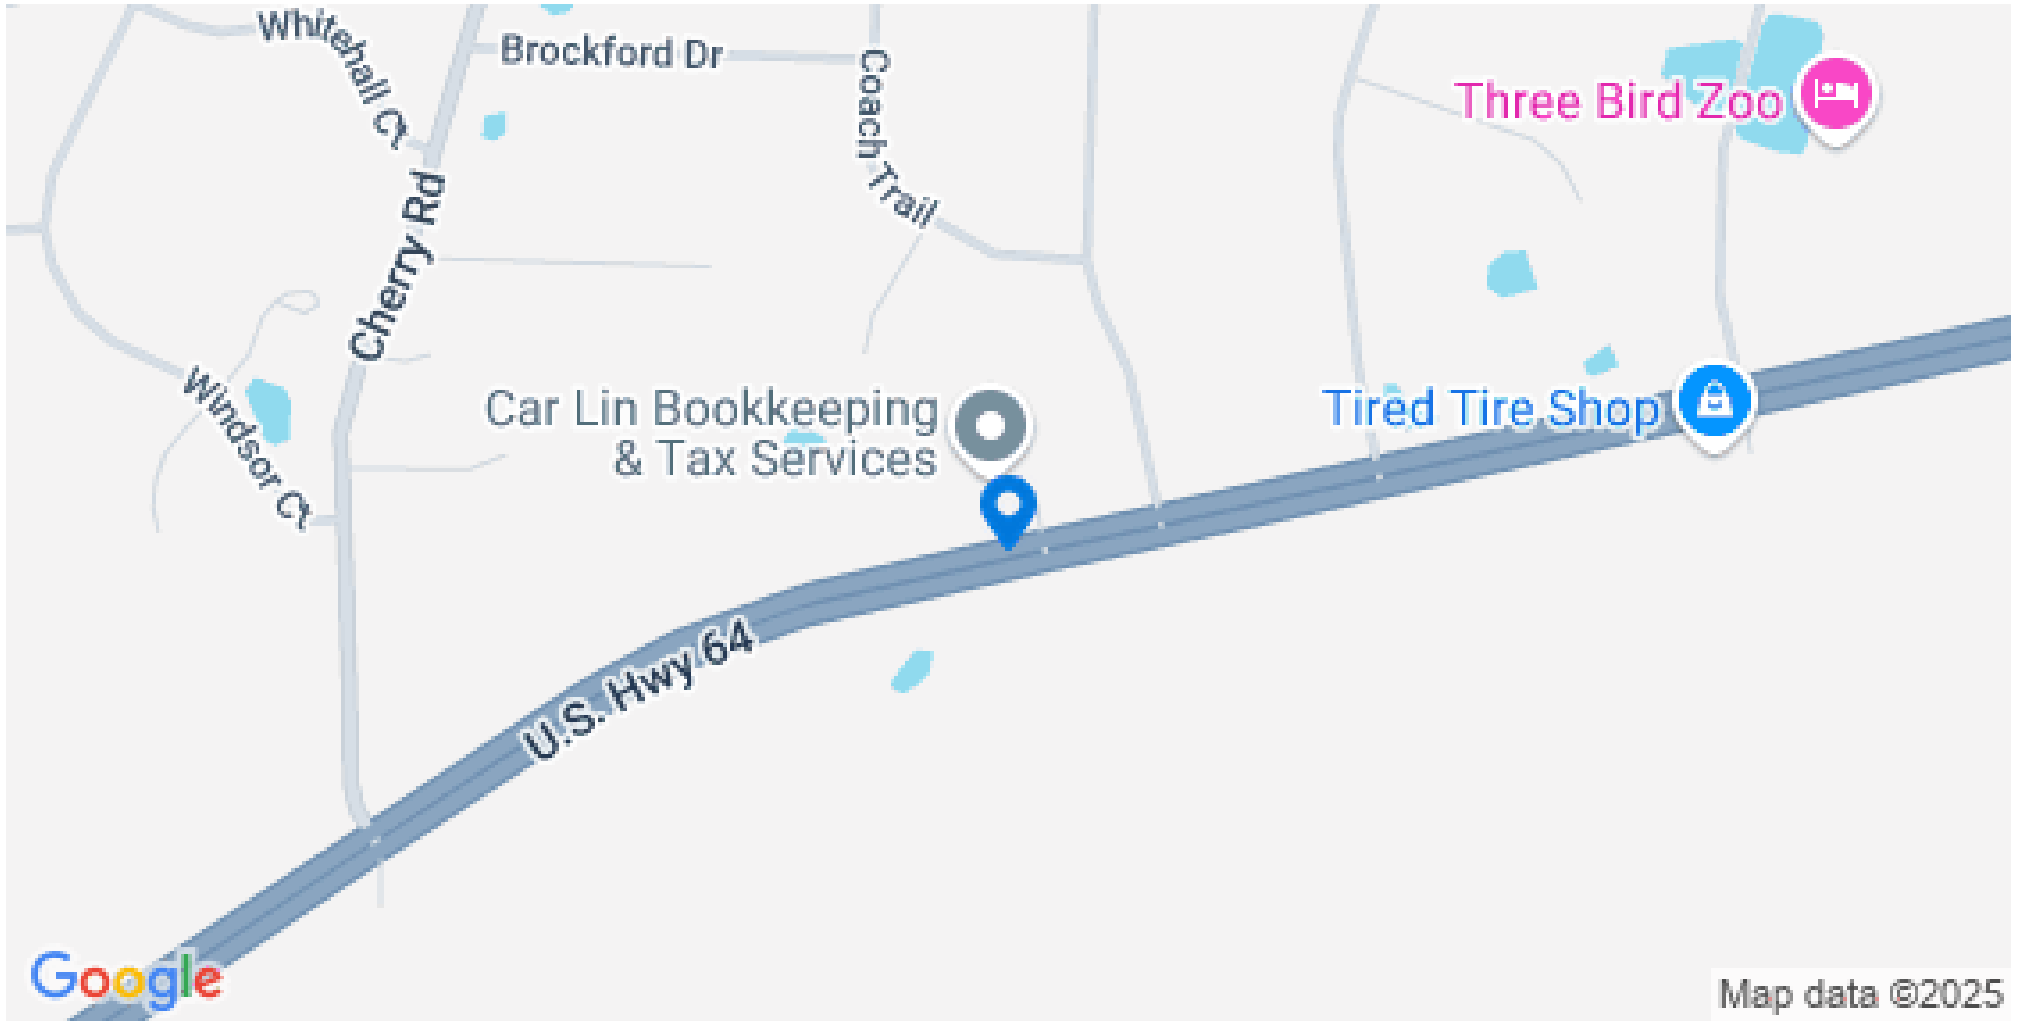 Whitehall Ct
Brockford Dr
Coach Trail
Three Bird Zoo
Cherry Rd
Windsor Ct
Car Lin Bookkeeping
& Tax Services
Tired Tire Shop
U.S. Hwy 64
Google
Map data ©2025